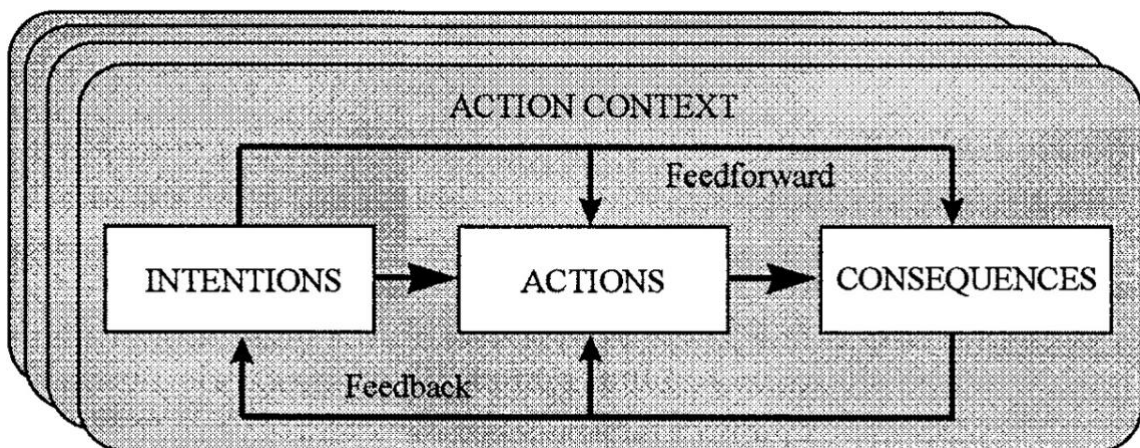 ACTION CONTEXT
Feedforward
INTENTIONS
ACTIONS
CONSEQUENCES
Feedback